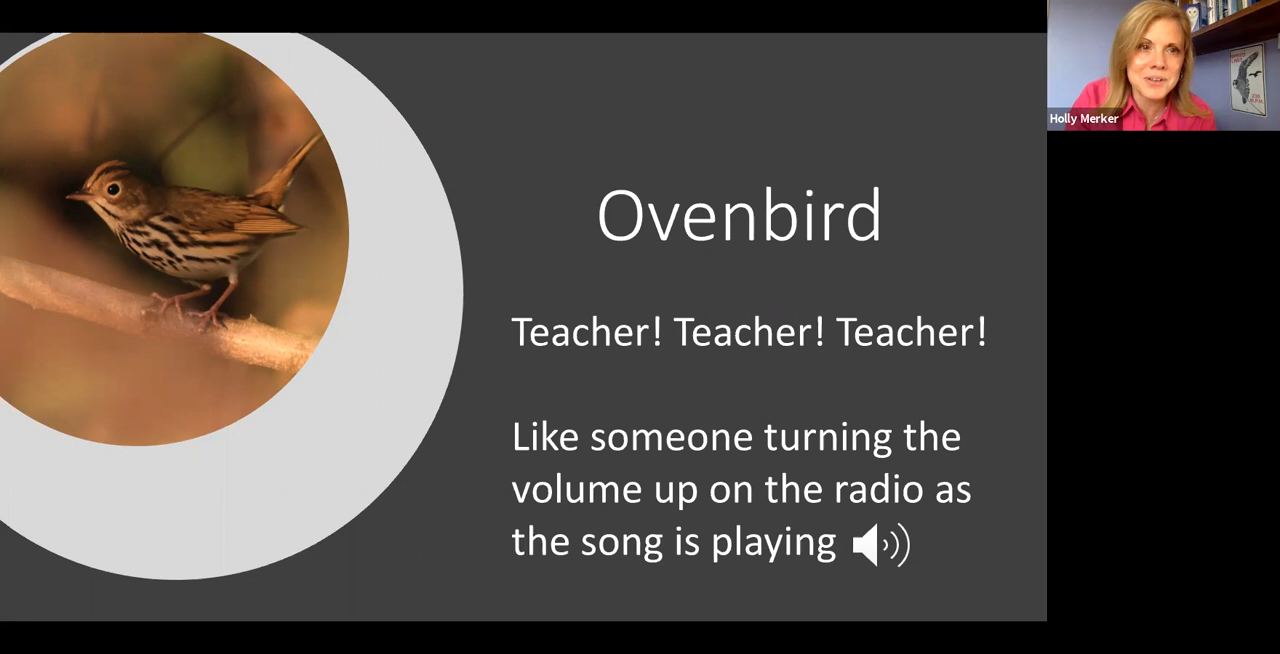 Ovenbird
Teacher! Teacher! Teacher!
Like someone turning the
volume up on the radio as
the song is playing
Holly Merker